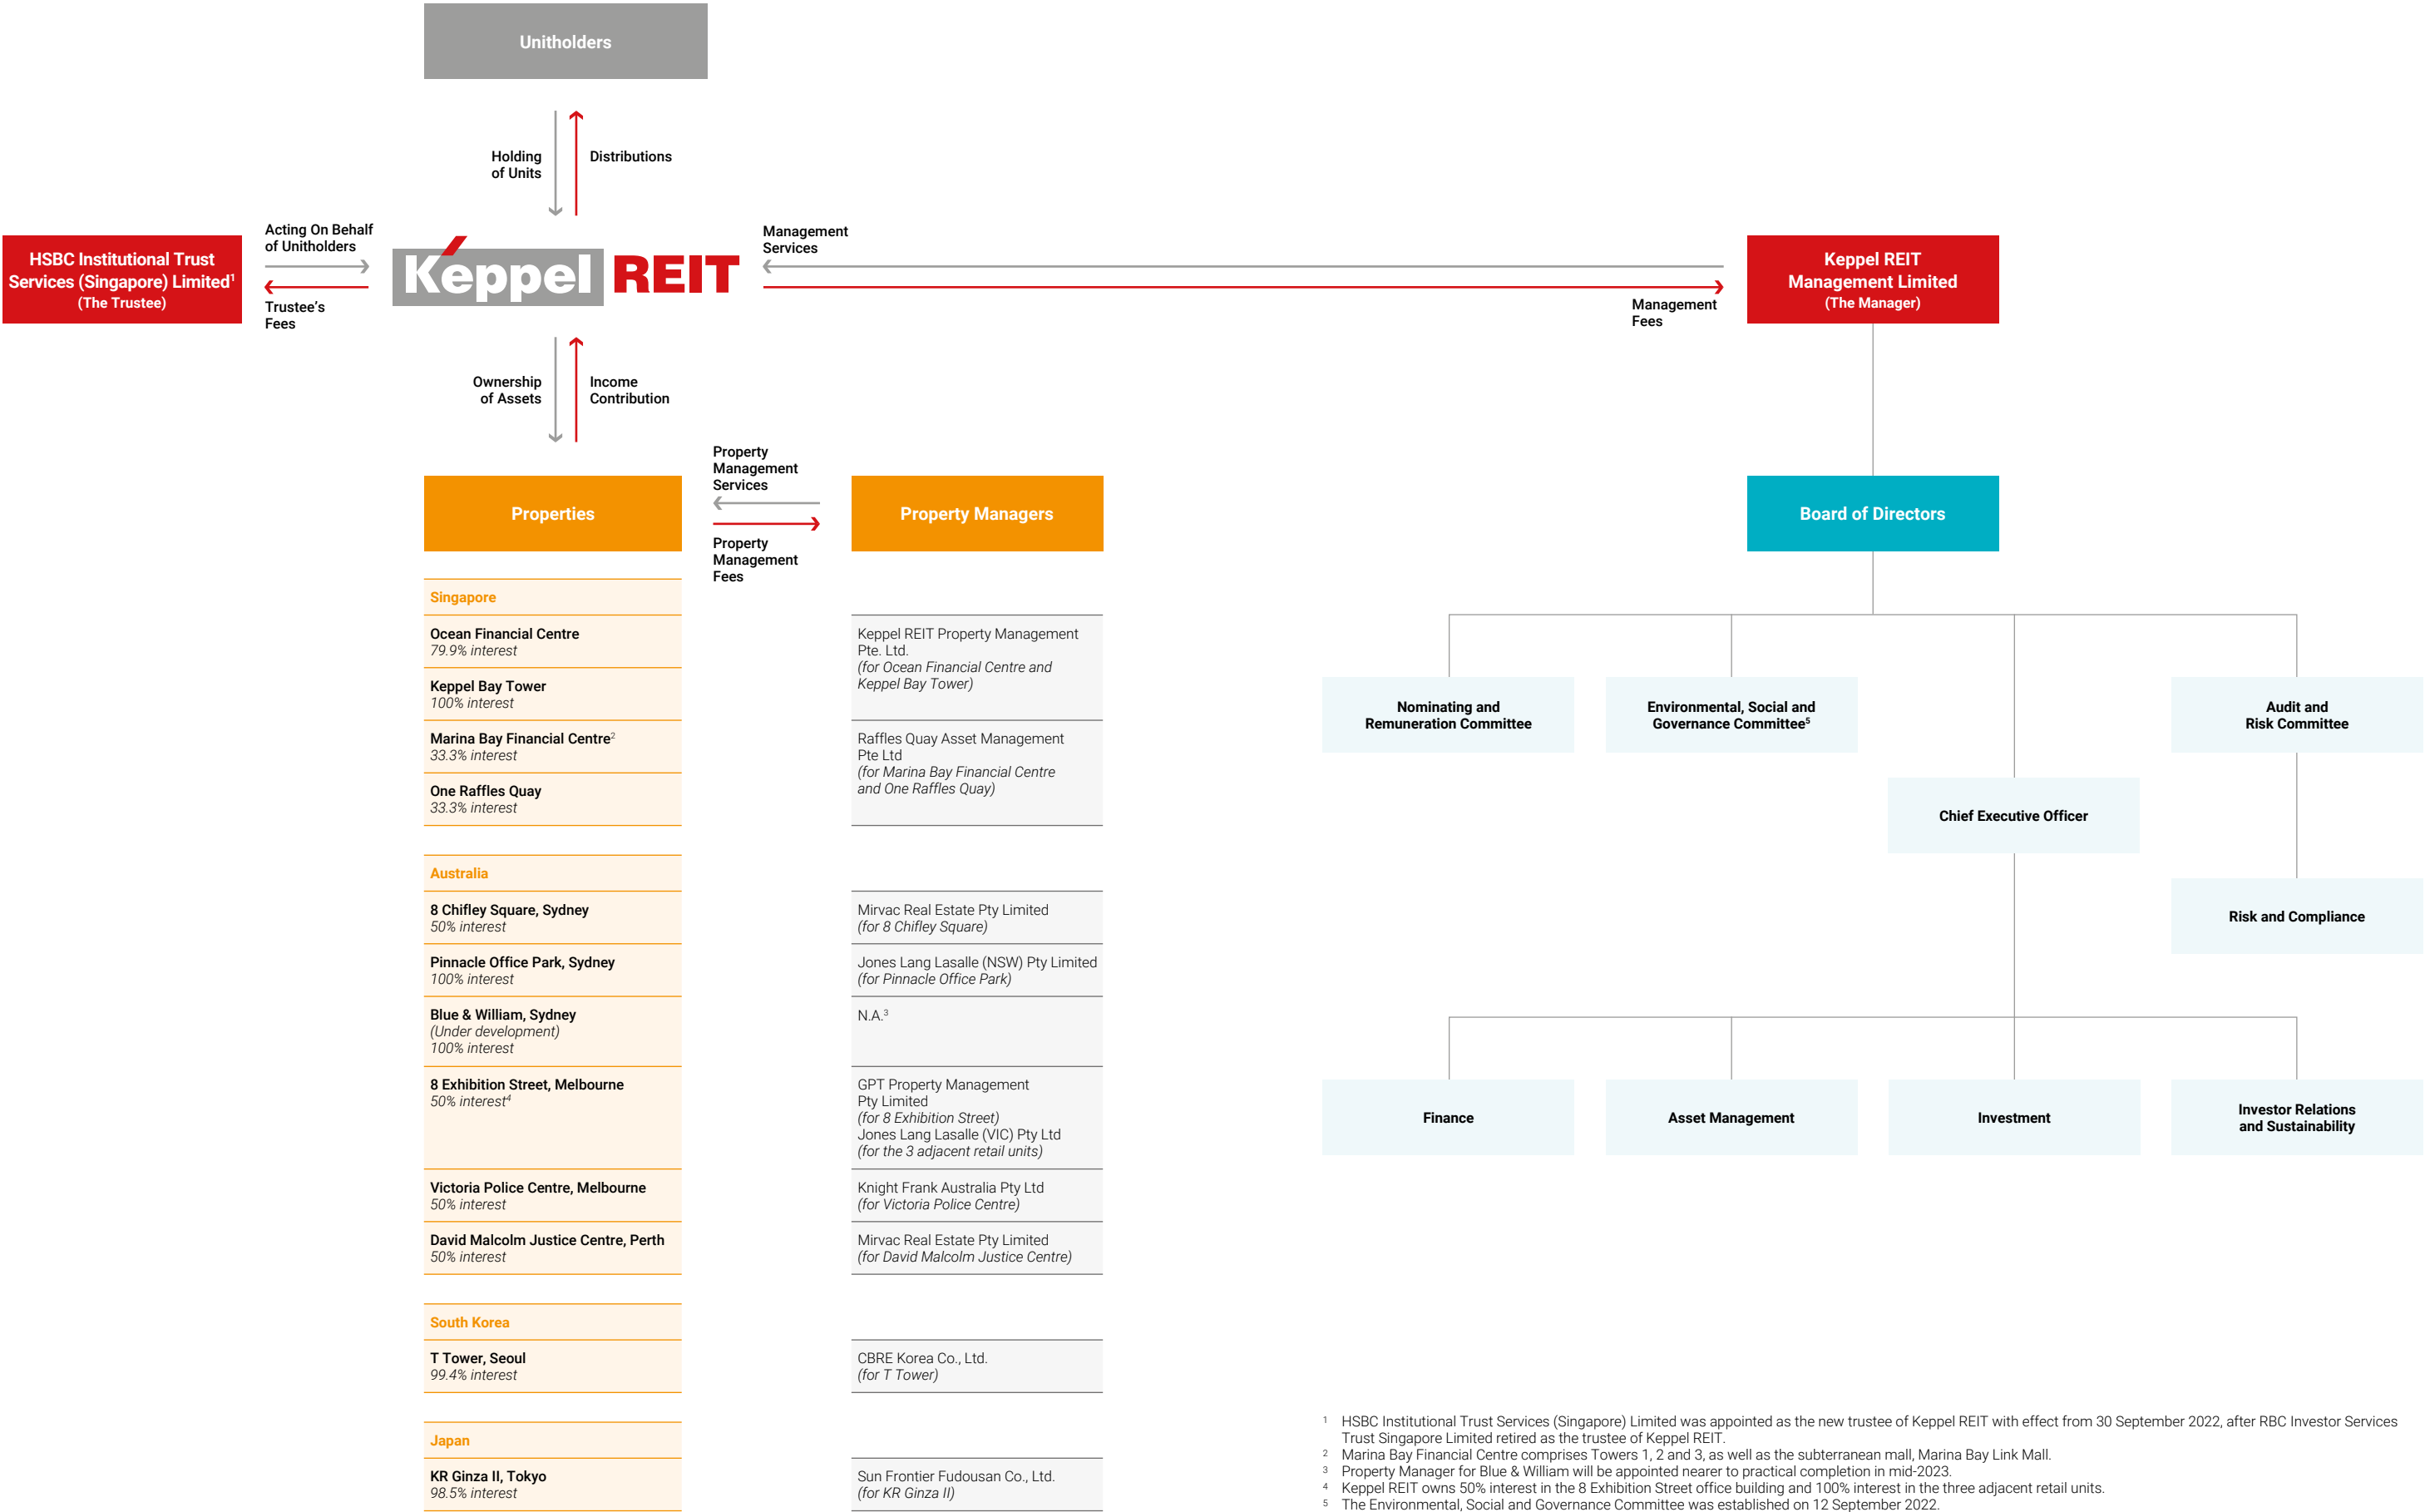 Unitholders
Holding
of Units
Distributions
HSBC Institutional Trust
Services (Singapore) Limited¹
(The Trustee)
Acting On Behalf
of Unitholders
Trustee's
Fees
Keppel REIT
Management
Services
Management
Fees
Keppel REIT
Management Limited
(The Manager)
Ownership
of Assets
Income
Contribution
Properties
Property
Management
Services
Property
Management
Fees
Property Managers
Board of Directors
Singapore
Ocean Financial Centre
79.9% interest
Keppel Bay Tower
100% interest
Keppel REIT Property Management
Pte. Ltd.
(for Ocean Financial Centre and
Keppel Bay Tower)
Marina Bay Financial Centre²
33.3% interest
One Raffles Quay
33.3% interest
Raffles Quay Asset Management
Pte Ltd
(for Marina Bay Financial Centre
and One Raffles Quay)
Australia
8 Chifley Square, Sydney
50% interest
Mirvac Real Estate Pty Limited
(for 8 Chifley Square)
Pinnacle Office Park, Sydney
100% interest
Jones Lang Lasalle (NSW) Pty Limited
(for Pinnacle Office Park)
Blue & William, Sydney
(Under development)
100% interest
N.A.³
8 Exhibition Street, Melbourne
50% interest⁴
GPT Property Management
Pty Limited
(for 8 Exhibition Street)
Jones Lang Lasalle (VIC) Pty Ltd
(for the 3 adjacent retail units)
Victoria Police Centre, Melbourne
50% interest
Knight Frank Australia Pty Ltd
(for Victoria Police Centre)
David Malcolm Justice Centre, Perth
50% interest
Mirvac Real Estate Pty Limited
(for David Malcolm Justice Centre)
South Korea
T Tower, Seoul
99.4% interest
CBRE Korea Co., Ltd.
(for T Tower)
Japan
KR Ginza II, Tokyo
98.5% interest
Sun Frontier Fudousan Co., Ltd.
(for KR Ginza II)
Nominating and
Remuneration Committee
Environmental, Social and
Governance Committee⁵
Audit and
Risk Committee
Chief Executive Officer
Risk and Compliance
Finance
Asset Management
Investment
Investor Relations
and Sustainability
¹ HSBC Institutional Trust Services (Singapore) Limited was appointed as the new trustee of Keppel REIT with effect from 30 September 2022, after RBC Investor Services
Trust Singapore Limited retired as the trustee of Keppel REIT.
² Marina Bay Financial Centre comprises Towers 1, 2 and 3, as well as the subterranean mall, Marina Bay Link Mall.
³ Property Manager for Blue & William will be appointed nearer to practical completion in mid-2023.
⁴ Keppel REIT owns 50% interest in the 8 Exhibition Street office building and 100% interest in the three adjacent retail units.
⁵ The Environmental, Social and Governance Committee was established on 12 September 2022.